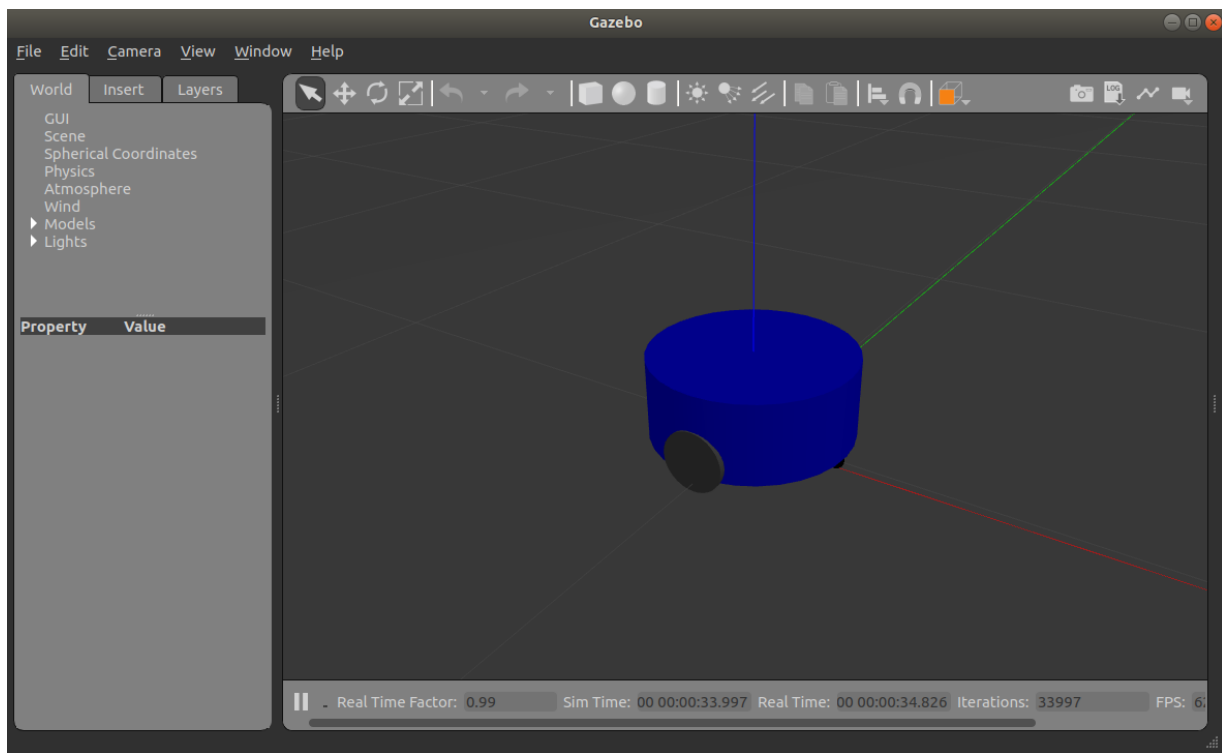 Gazebo
File Edit Camera View Window Help
World Insert Layers
GUI
Scene
Spherical Coordinates
Physics
Atmosphere
Wind
Models
Lights
Property Value
LOG
Real Time Factor: 0.99 Sim Time: 00 00:00:33.997 Real Time: 00 00:00:34.826 Iterations: 33997 FPS: